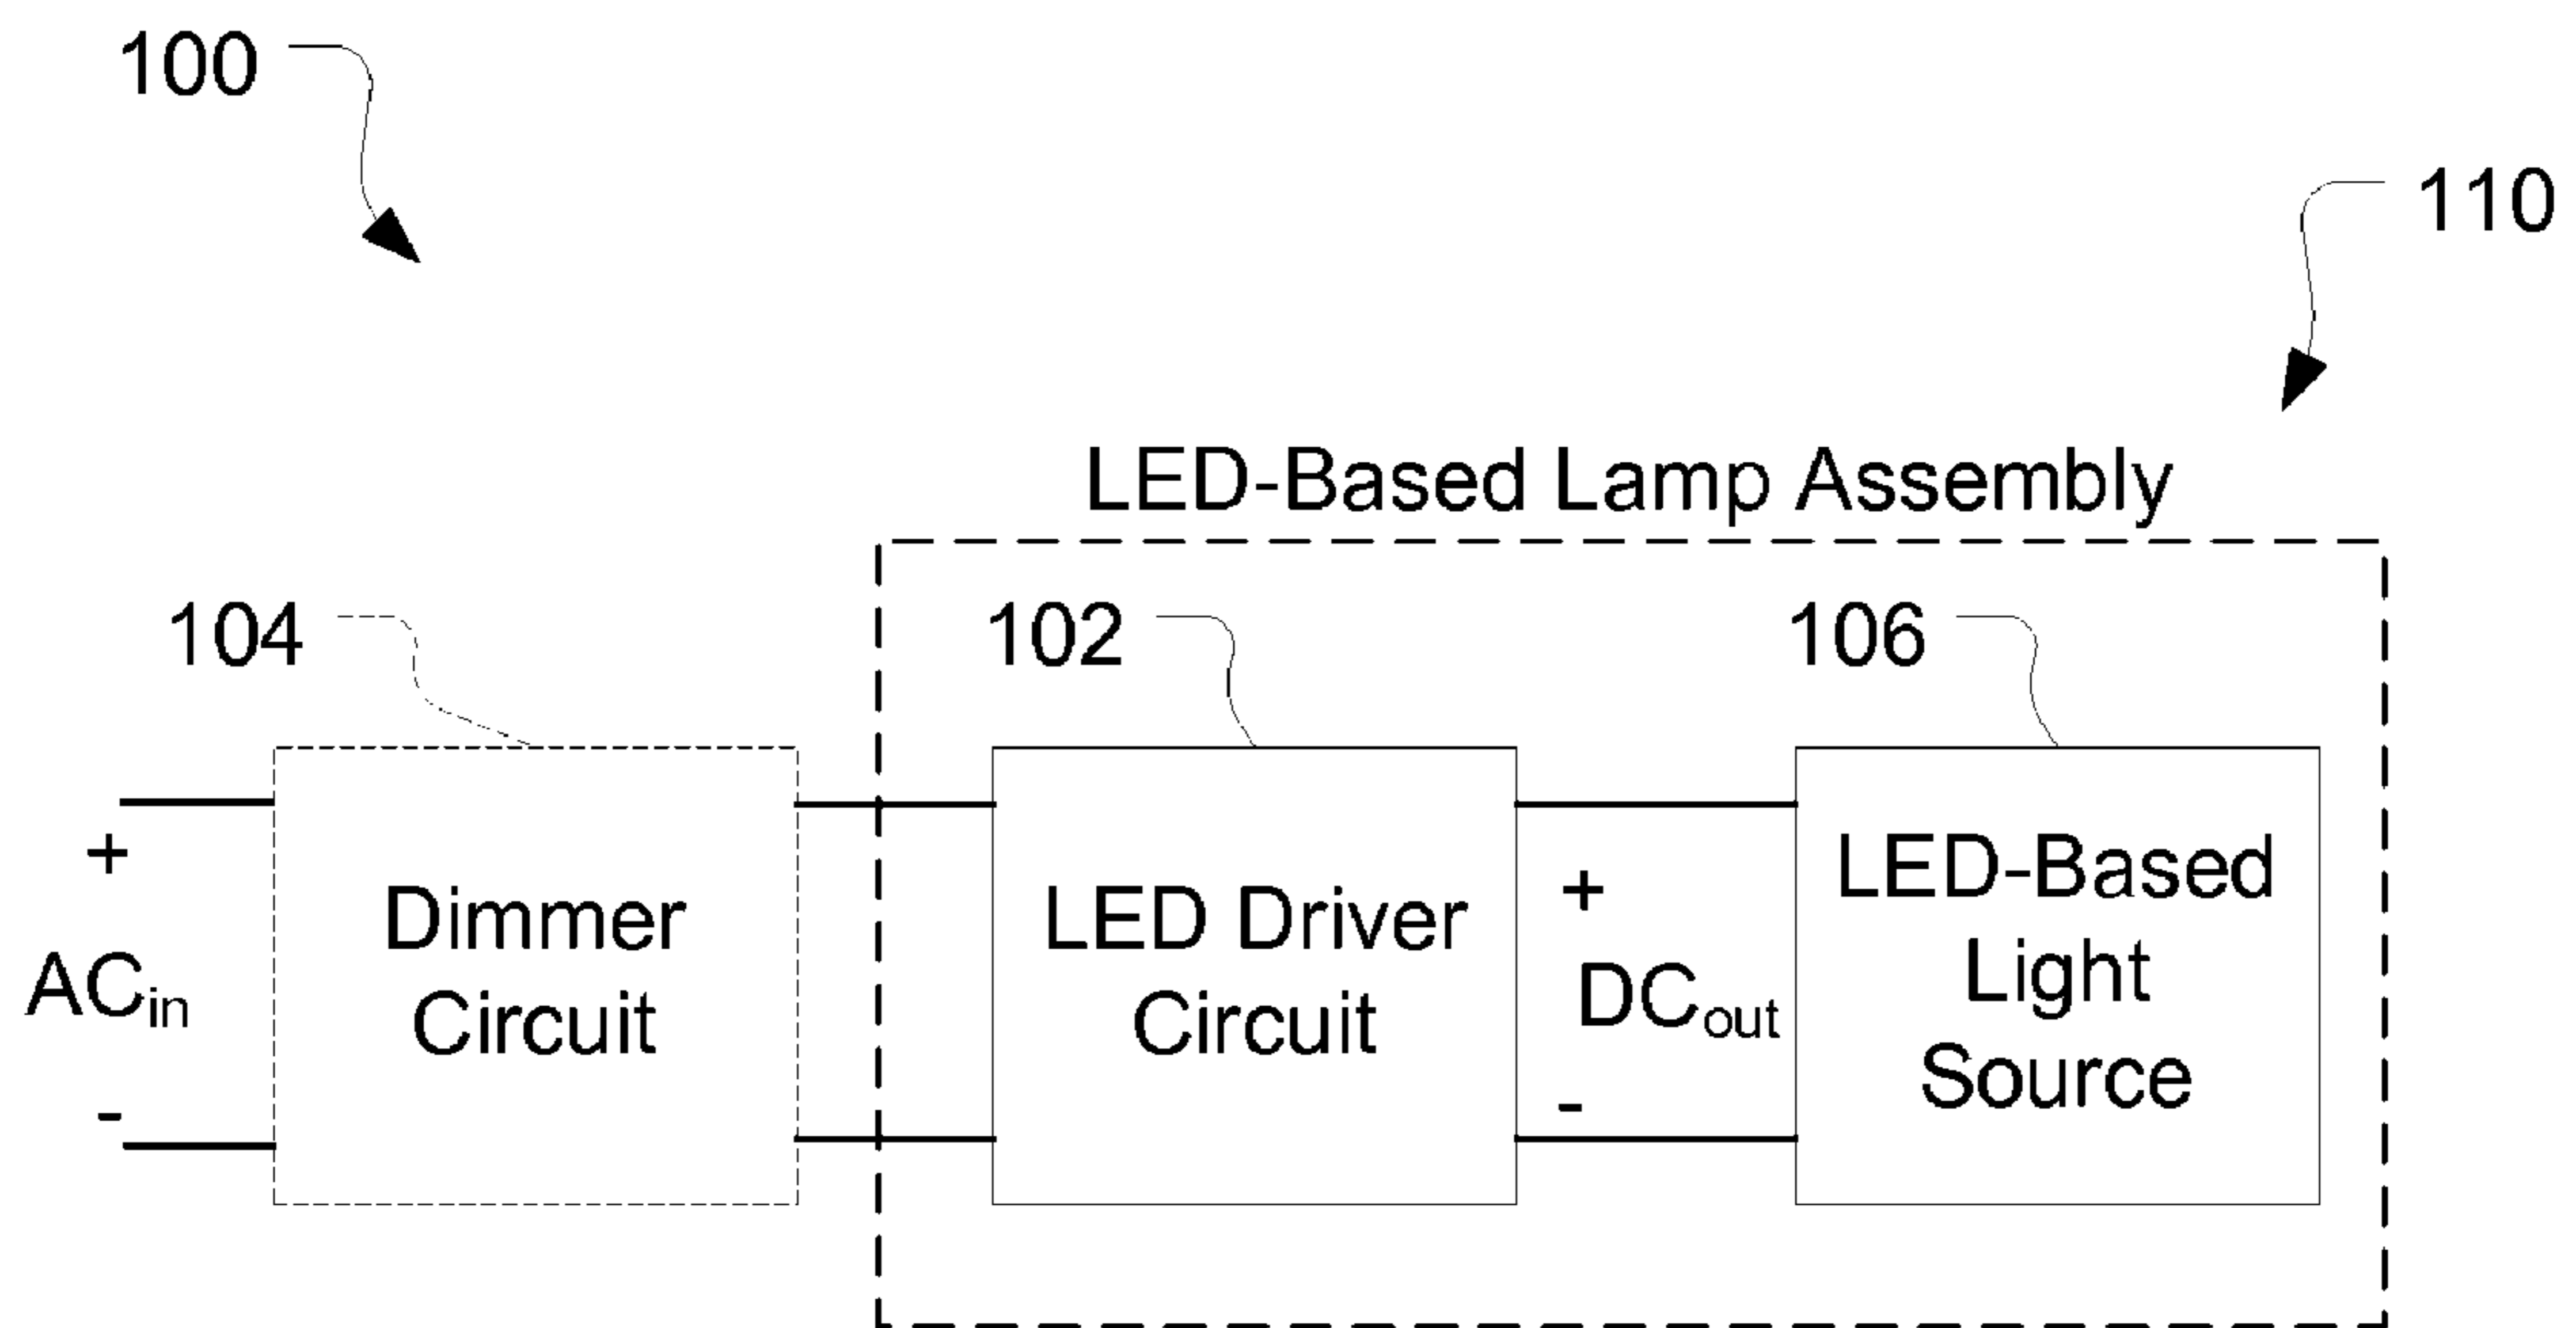 100
110
LED-Based Lamp Assembly
104
102
106
+
ACin
-
Dimmer
Circuit
LED Driver
Circuit
+
DCout
-
LED-Based
Light
Source